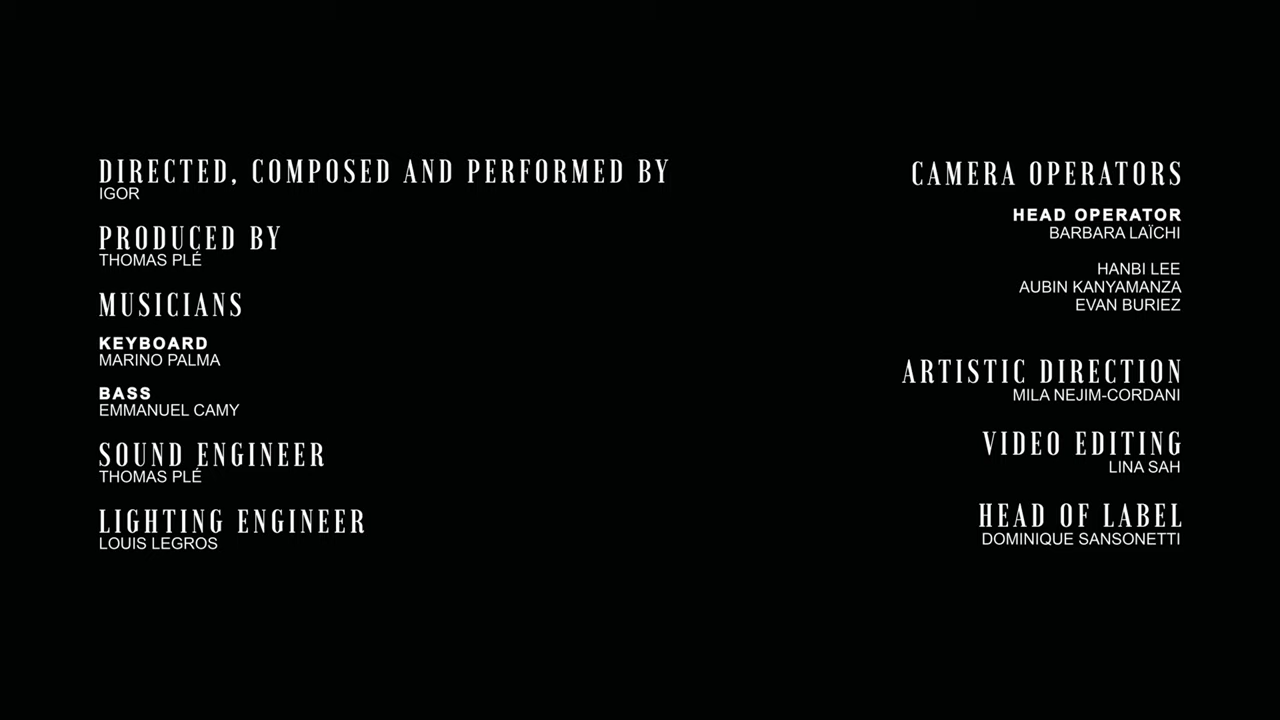 DIRECTED, COMPOSED AND PERFORMED BY
IGOR
PRODUCED BY
THOMAS PLÉ
MUSICIANS
KEYBOARD
MARINO PALMA
BASS
EMMANUEL CAMY
SOUND ENGINEER
THOMAS PLÉ
LIGHTING ENGINEER
LOUIS LEGROS
CAMERA OPERATORS
HEAD OPERATOR
BARBARA LAÏCHI
HANBI LEE
AUBIN KANYAMANZA
EVAN BURIEZ
ARTISTIC DIRECTION
MILA NEJIM-CORDANI
VIDEO EDITING
LINA SAH
HEAD OF LABEL
DOMINIQUE SANSONETTI